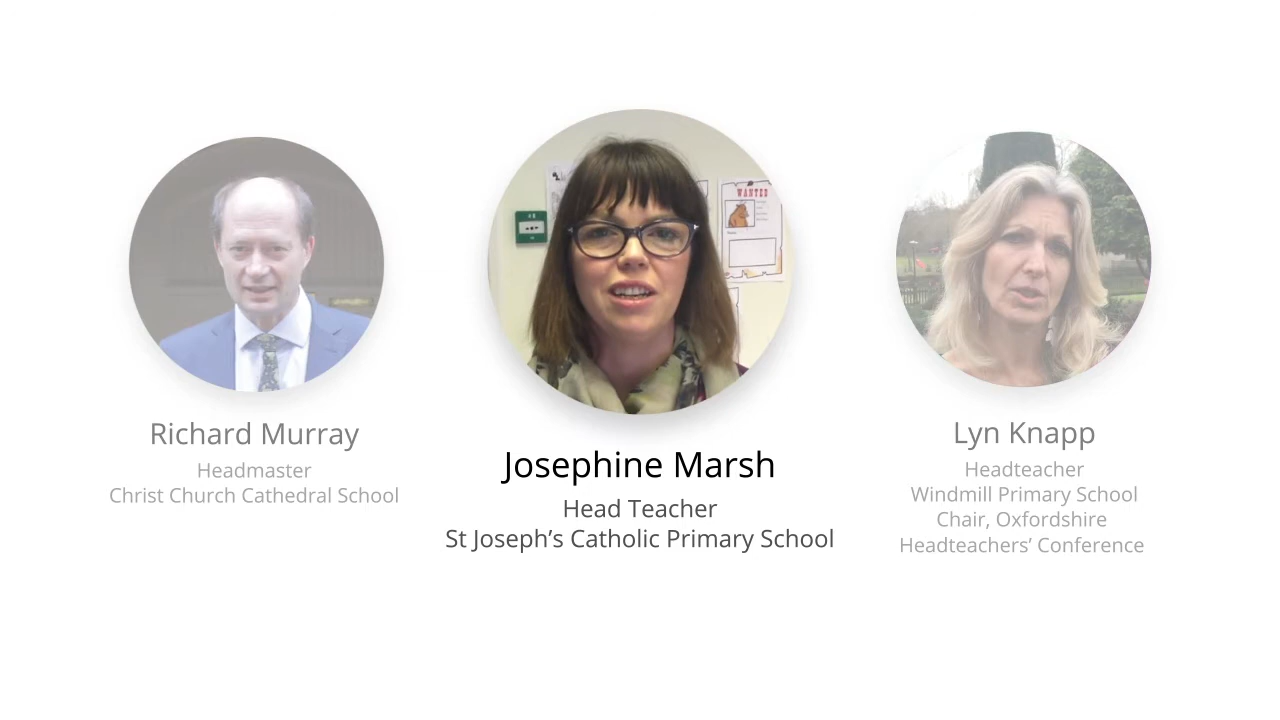 WANTED
Richard Murray
Headmaster
Christ Church Cathedral School
Josephine Marsh
Head Teacher
St Joseph’s Catholic Primary School
Lyn Knapp
Headteacher
Windmill Primary School
Chair, Oxfordshire
Headteachers’ Conference